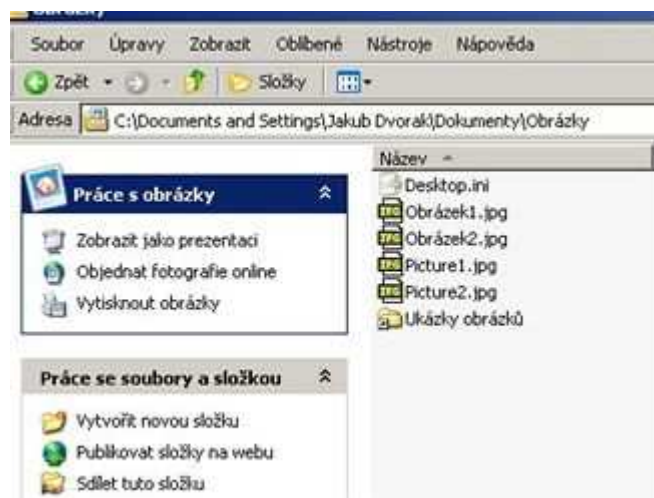 Obrázky
Soubor Úpravy Zobrazit Oblíbené Nástroje Nápověda
Zpět Složky
Adresa C:\Documents and Settings\Jakub Dvorak\Dokumenty\Obrázky
Práce s obrázky
Zobrazit jako prezentaci
Objednat fotografie online
Vytisknout obrázky
Práce se soubory a složkou
Vytvořit novou složku
Publikovat složky na webu
Sdílet tuto složku
Název
Desktop.ini
Obrázek1.jpg
Obrázek2.jpg
Picture1.jpg
Picture2.jpg
Ukázky obrázků